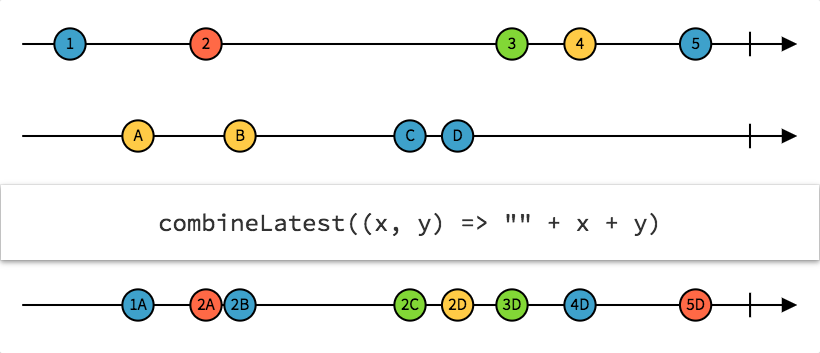 1 2 3 4 5
A B C D
combineLatest((x, y) => "" + x + y)
1A 2A 2B 2C 2D 3D 4D 5D